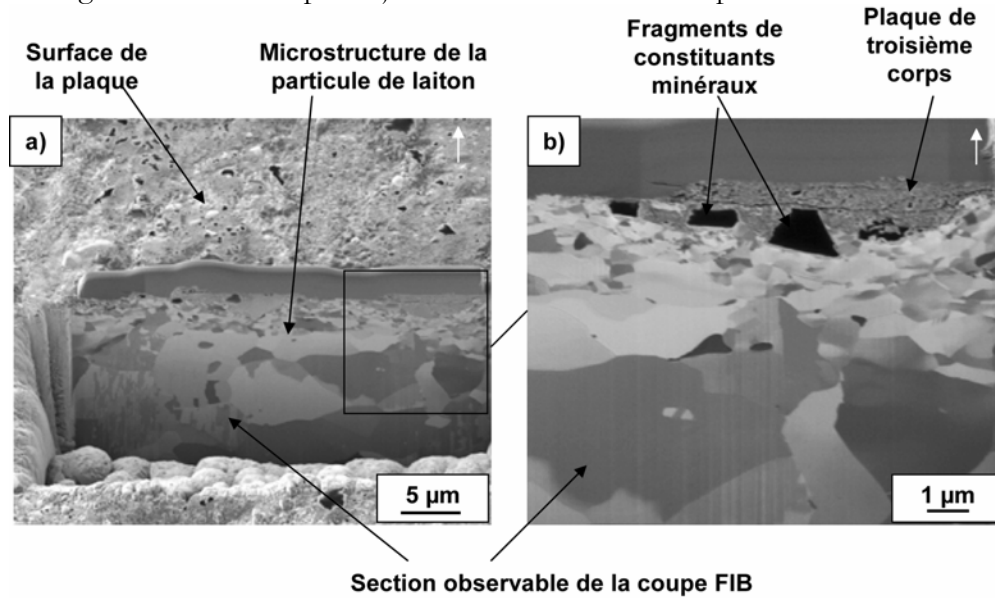 Surface de
la plaque
Microstructure de la
particule de laiton
Fragments de
constituants
minéraux
Plaque de
troisième
corps
a)
b)
5 µm
1 µm
Section observable de la coupe FIB